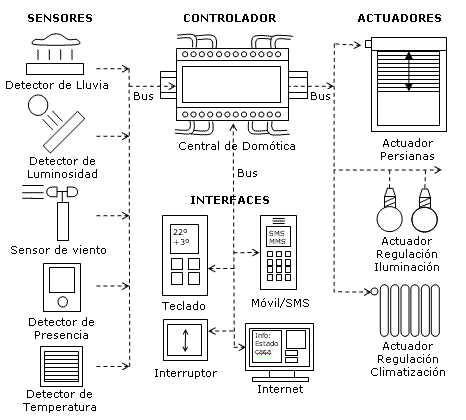 SENSORES
CONTROLADOR
ACTUADORES
Detector de Lluvia
Bus
Bus
Central de Domótica
Actuador
Persianas
Detector de
Luminosidad
Bus
INTERFACES
Sensor de viento
22º
+3º
Teclado
SMS
MMS
Móvil/SMS
Actuador
Regulación
Iluminación
Detector de
Presencia
Interruptor
Info:
Estado
Internet
Actuador
Regulación
Climatización
Detector de
Temperatura